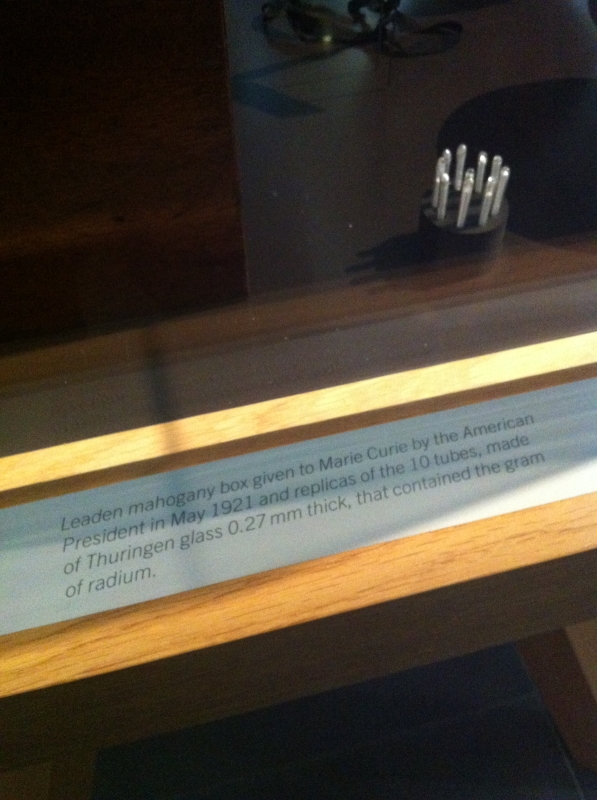 Leaden mahogany box given to Marie Curie by the American
President in May 1921 and replicas of the 10 tubes, made
of Thuringen glass 0.27 mm thick, that contained the gram
of radium.